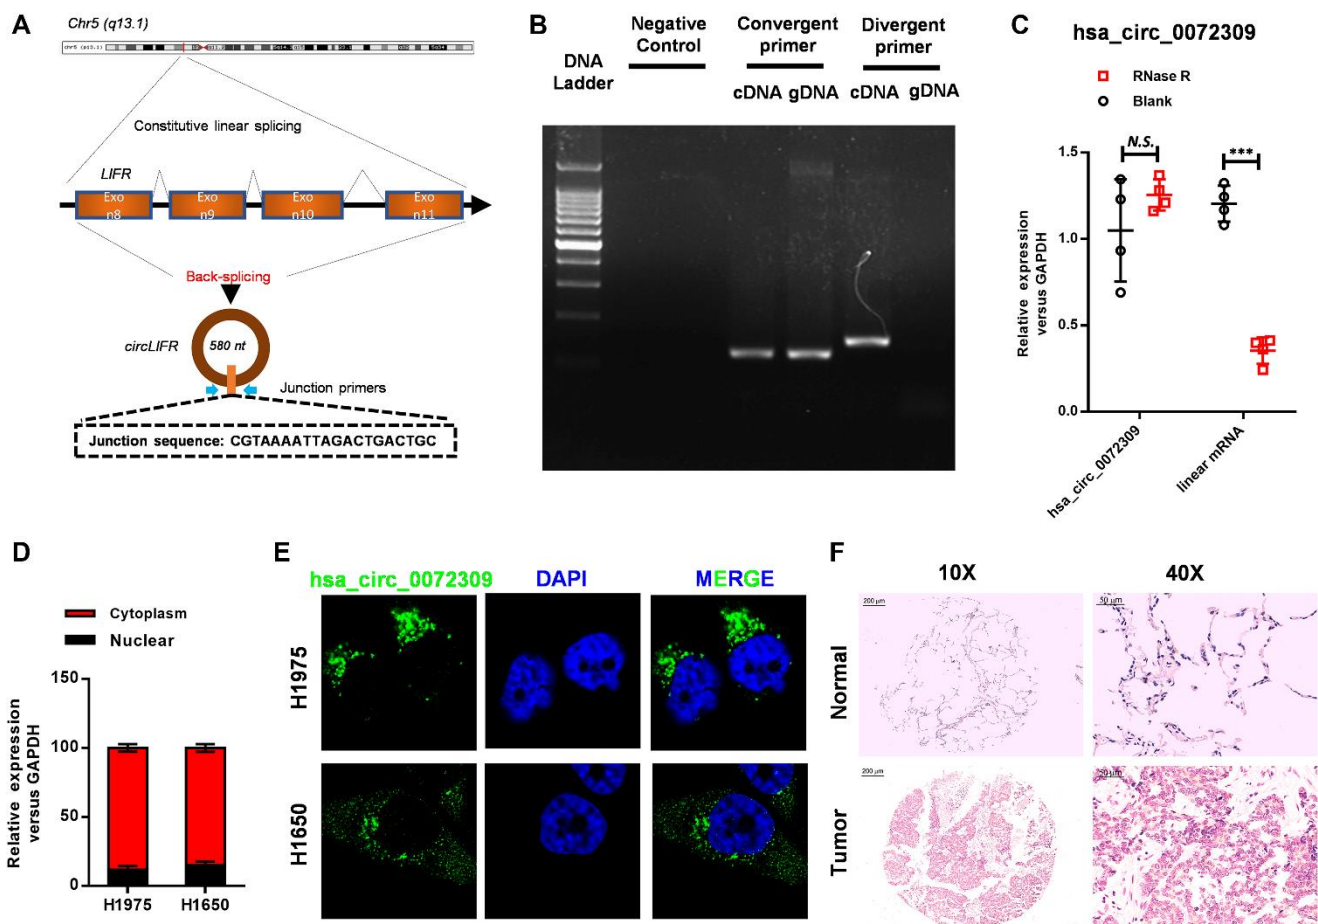 A
Chr5 (q13.1)
chr5 (q13.1)
Constitutive linear splicing
LIFR
Exo
n8
Exo
n9
Exo
n10
Exo
n11
Back-splicing
circLIFR
580 nt
Junction primers
Junction sequence: CGTAAAATTAGACTGACTGC
B
DNA
Ladder
Negative
Control
Convergent
primer
Divergent
primer
cDNA gDNA
cDNA gDNA
C
hsa_circ_0072309
RNase R
Blank
Relative expression
versus GAPDH
1.5
1.0
0.5
0.0
N.S.
***
hsa_circ_0072309
linear mRNA
D
Cytoplasm
Nuclear
Relative expression
versus GAPDH
150
100
50
0
H1975
H1650
E
hsa_circ_0072309
DAPI
MERGE
H1975
H1650
F
10X
40X
Normal
Tumor
200 μm
50 μm
200 μm
50 μm